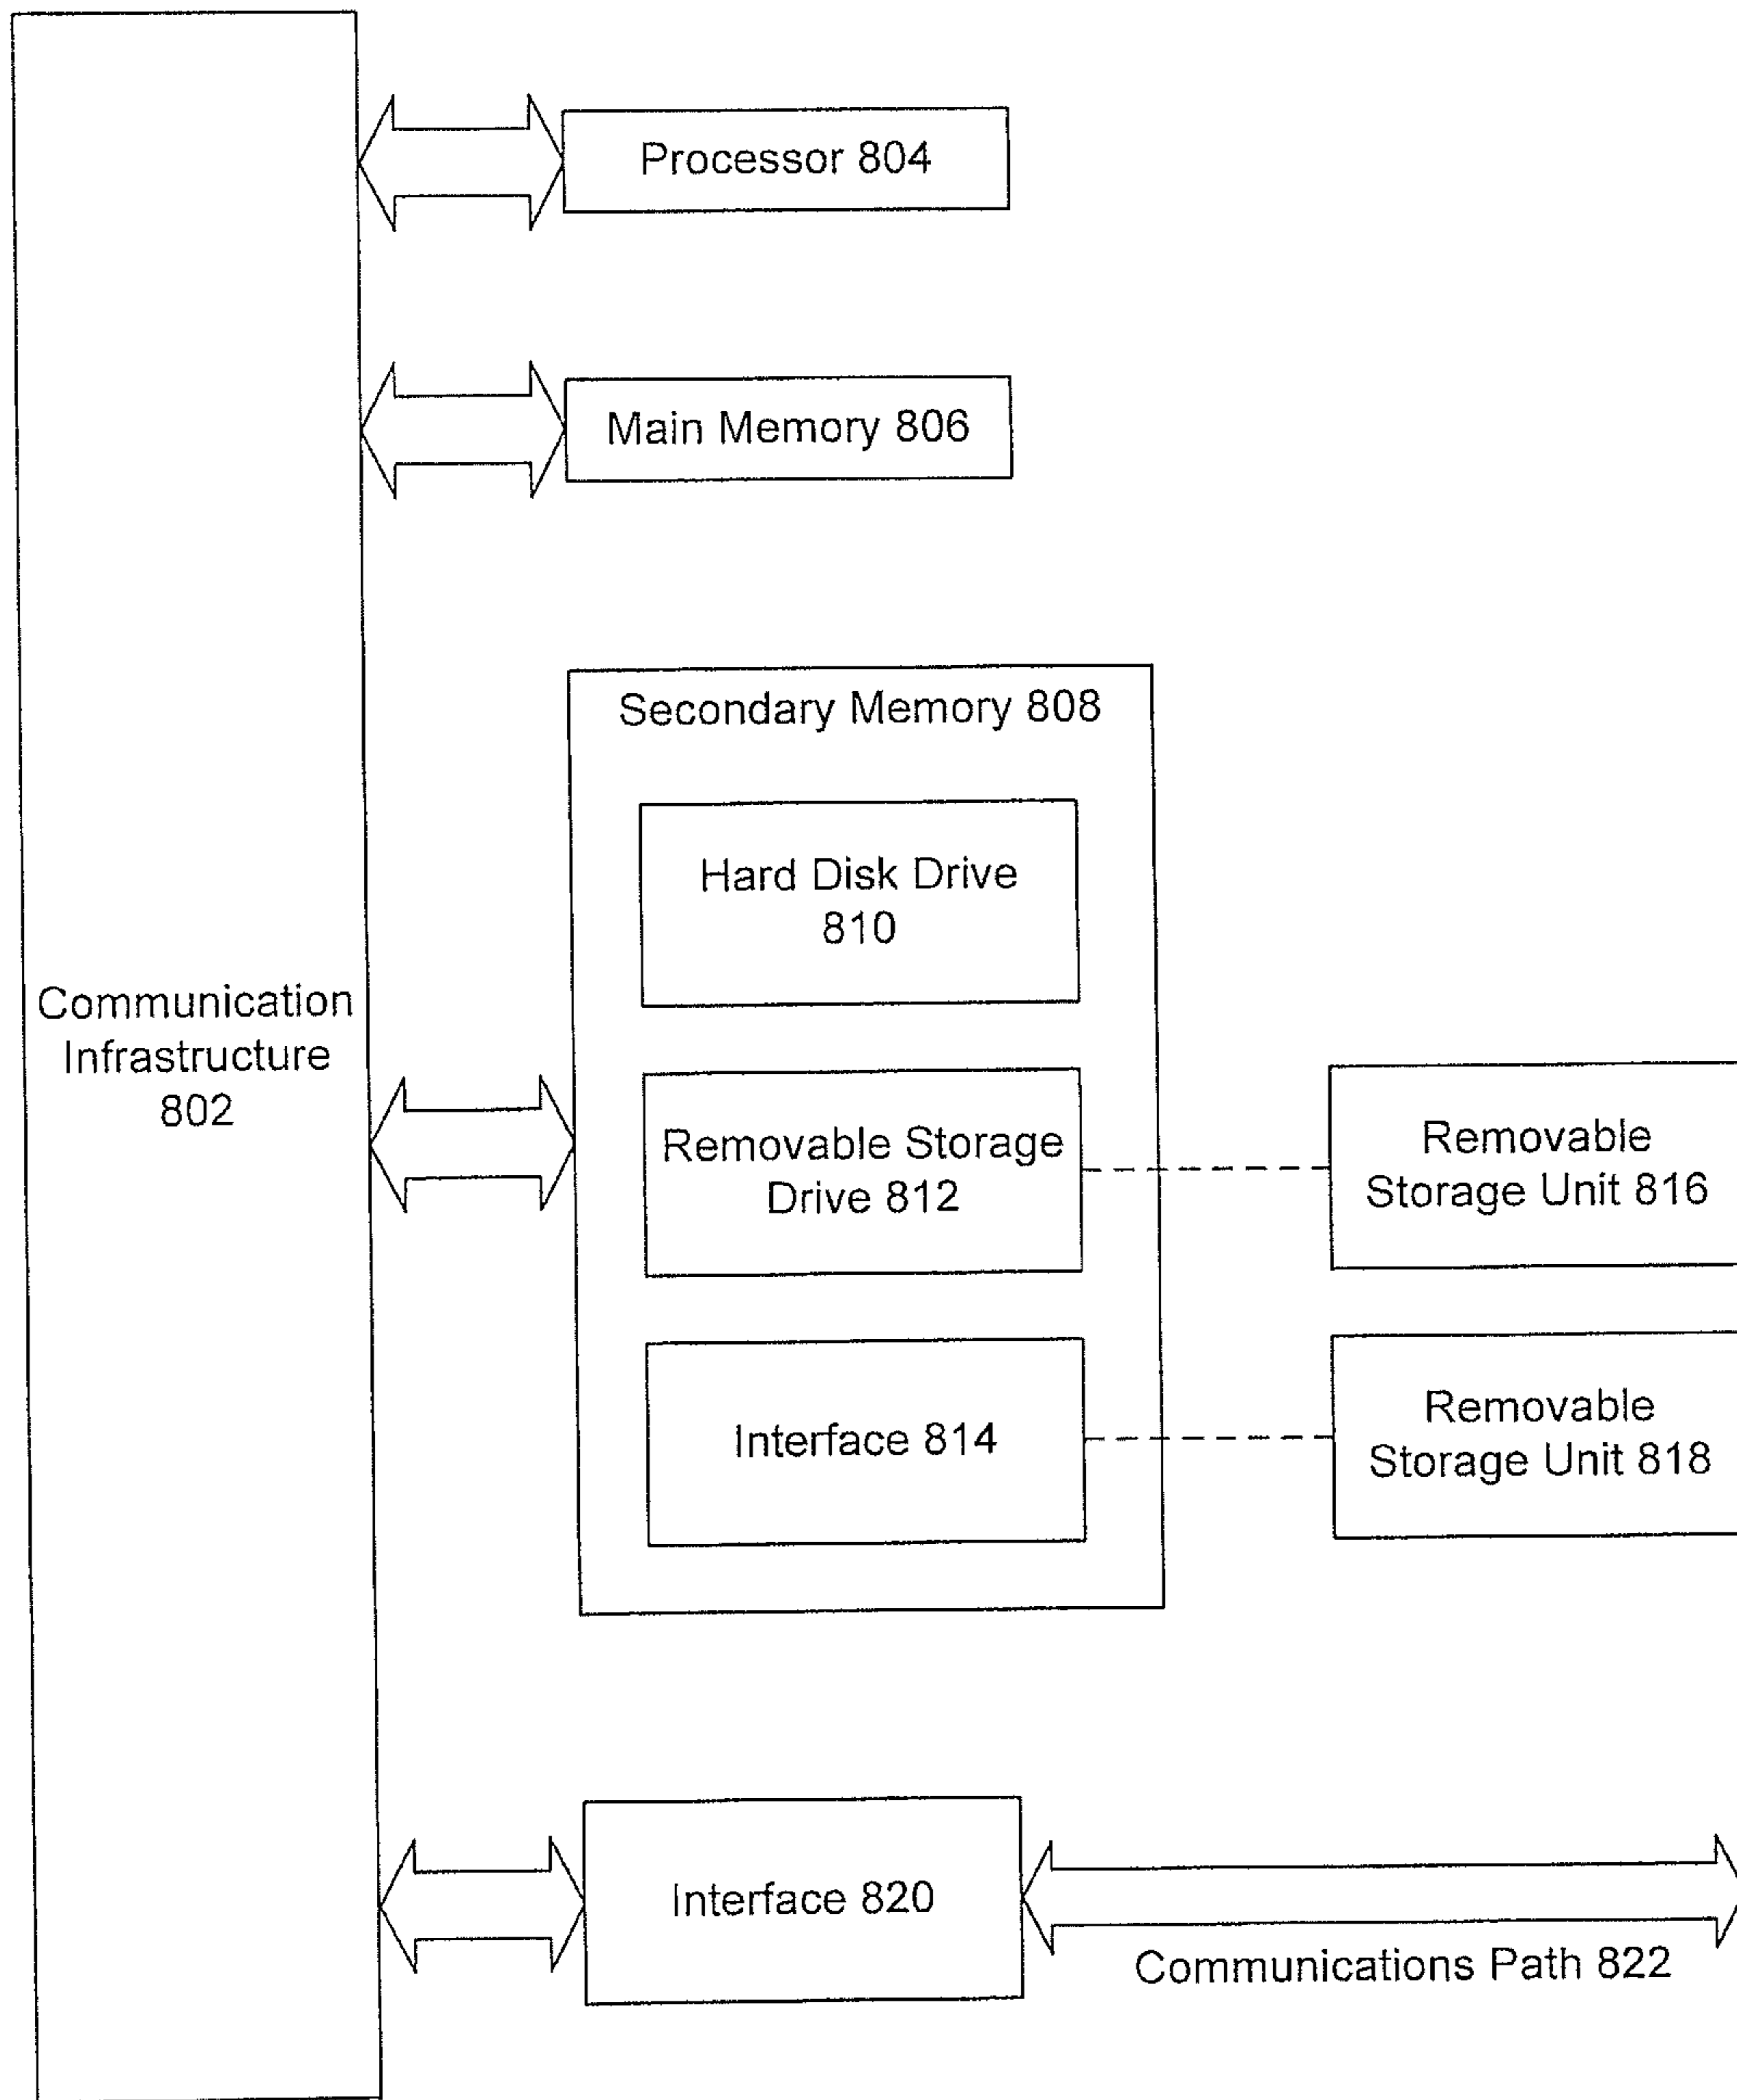 Processor 804
Main Memory 806
Secondary Memory 808
Hard Disk Drive
810
Communication
Infrastructure
802
Removable Storage
Drive 812
Removable
Storage Unit 816
Interface 814
Removable
Storage Unit 818
Interface 820
Communications Path 822